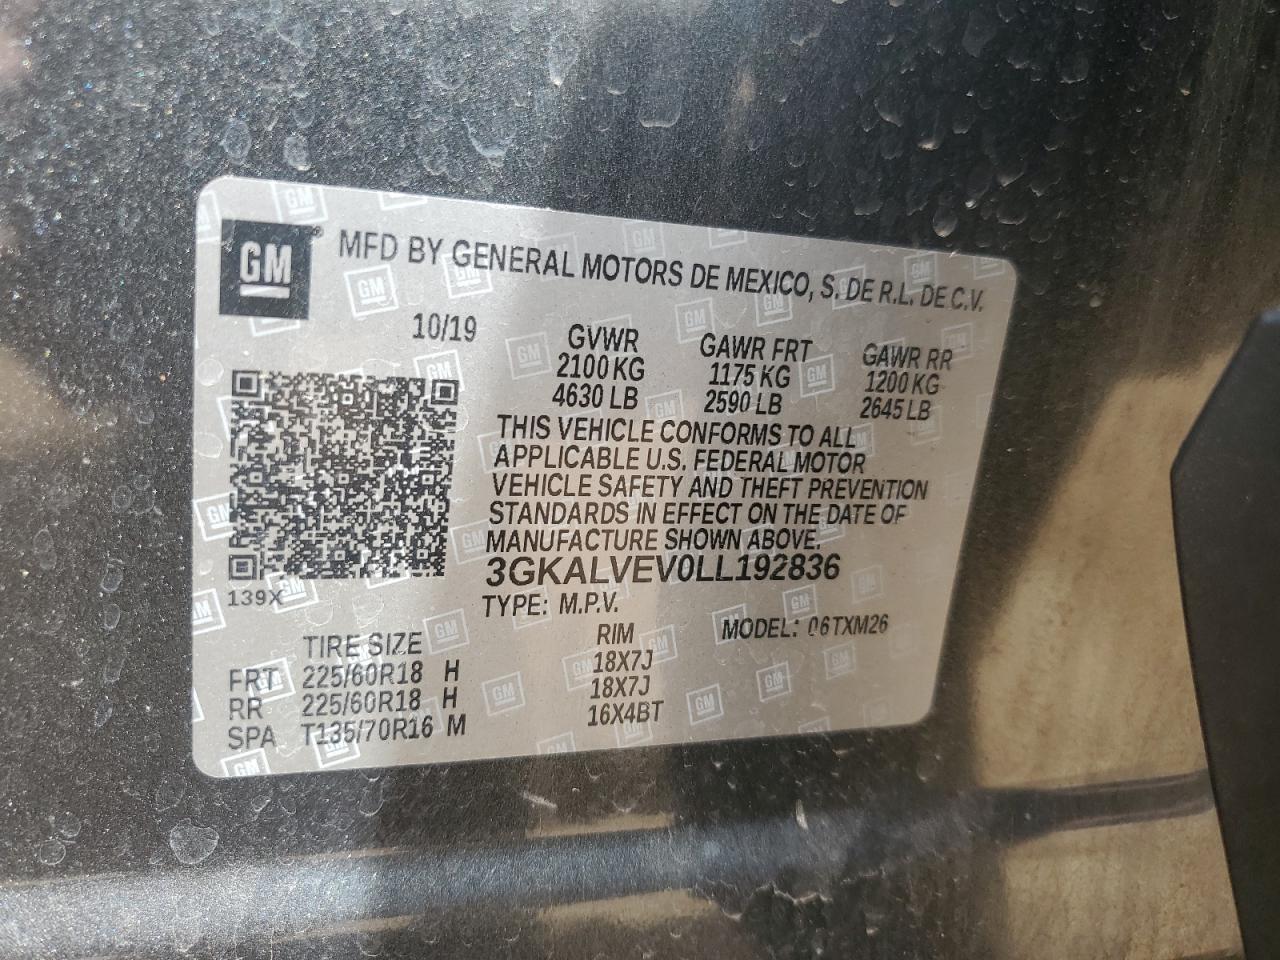 GM ® MFD BY GENERAL MOTORS DE MEXICO, S. DE R.L. DE C.V.
10/19
GVWR GAWR FRT GAWR RR
2100 KG 1175 KG 1200 KG
4630 LB 2590 LB 2645 LB
THIS VEHICLE CONFORMS TO ALL
APPLICABLE U.S. FEDERAL MOTOR
VEHICLE SAFETY AND THEFT PREVENTION
STANDARDS IN EFFECT ON THE DATE OF
MANUFACTURE SHOWN ABOVE.
3GKALVEV0LL192836
139X
TYPE: M.P.V. MODEL: 06TXM26
TIRE SIZE RIM
FRT 225/60R18 H 18X7J
RR 225/60R18 H 18X7J
SPA T135/70R16 M 16X4BT